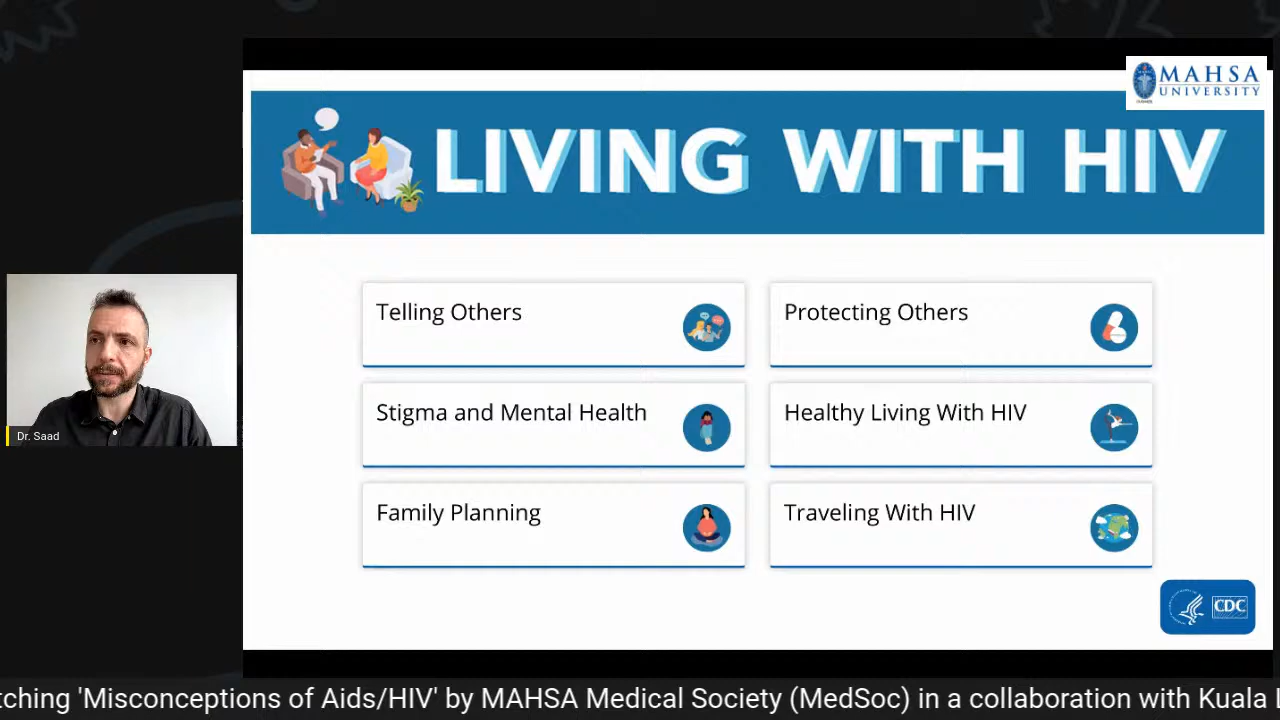 MAHSA
UNIVERSITY
LIVING WITH HIV
Telling Others
Protecting Others
Stigma and Mental Health
Healthy Living With HIV
Family Planning
Traveling With HIV
CDC
Dr. Saad
tching 'Misconceptions of Aids/HIV' by MAHSA Medical Society (MedSoc) in a collaboration with Kuala L